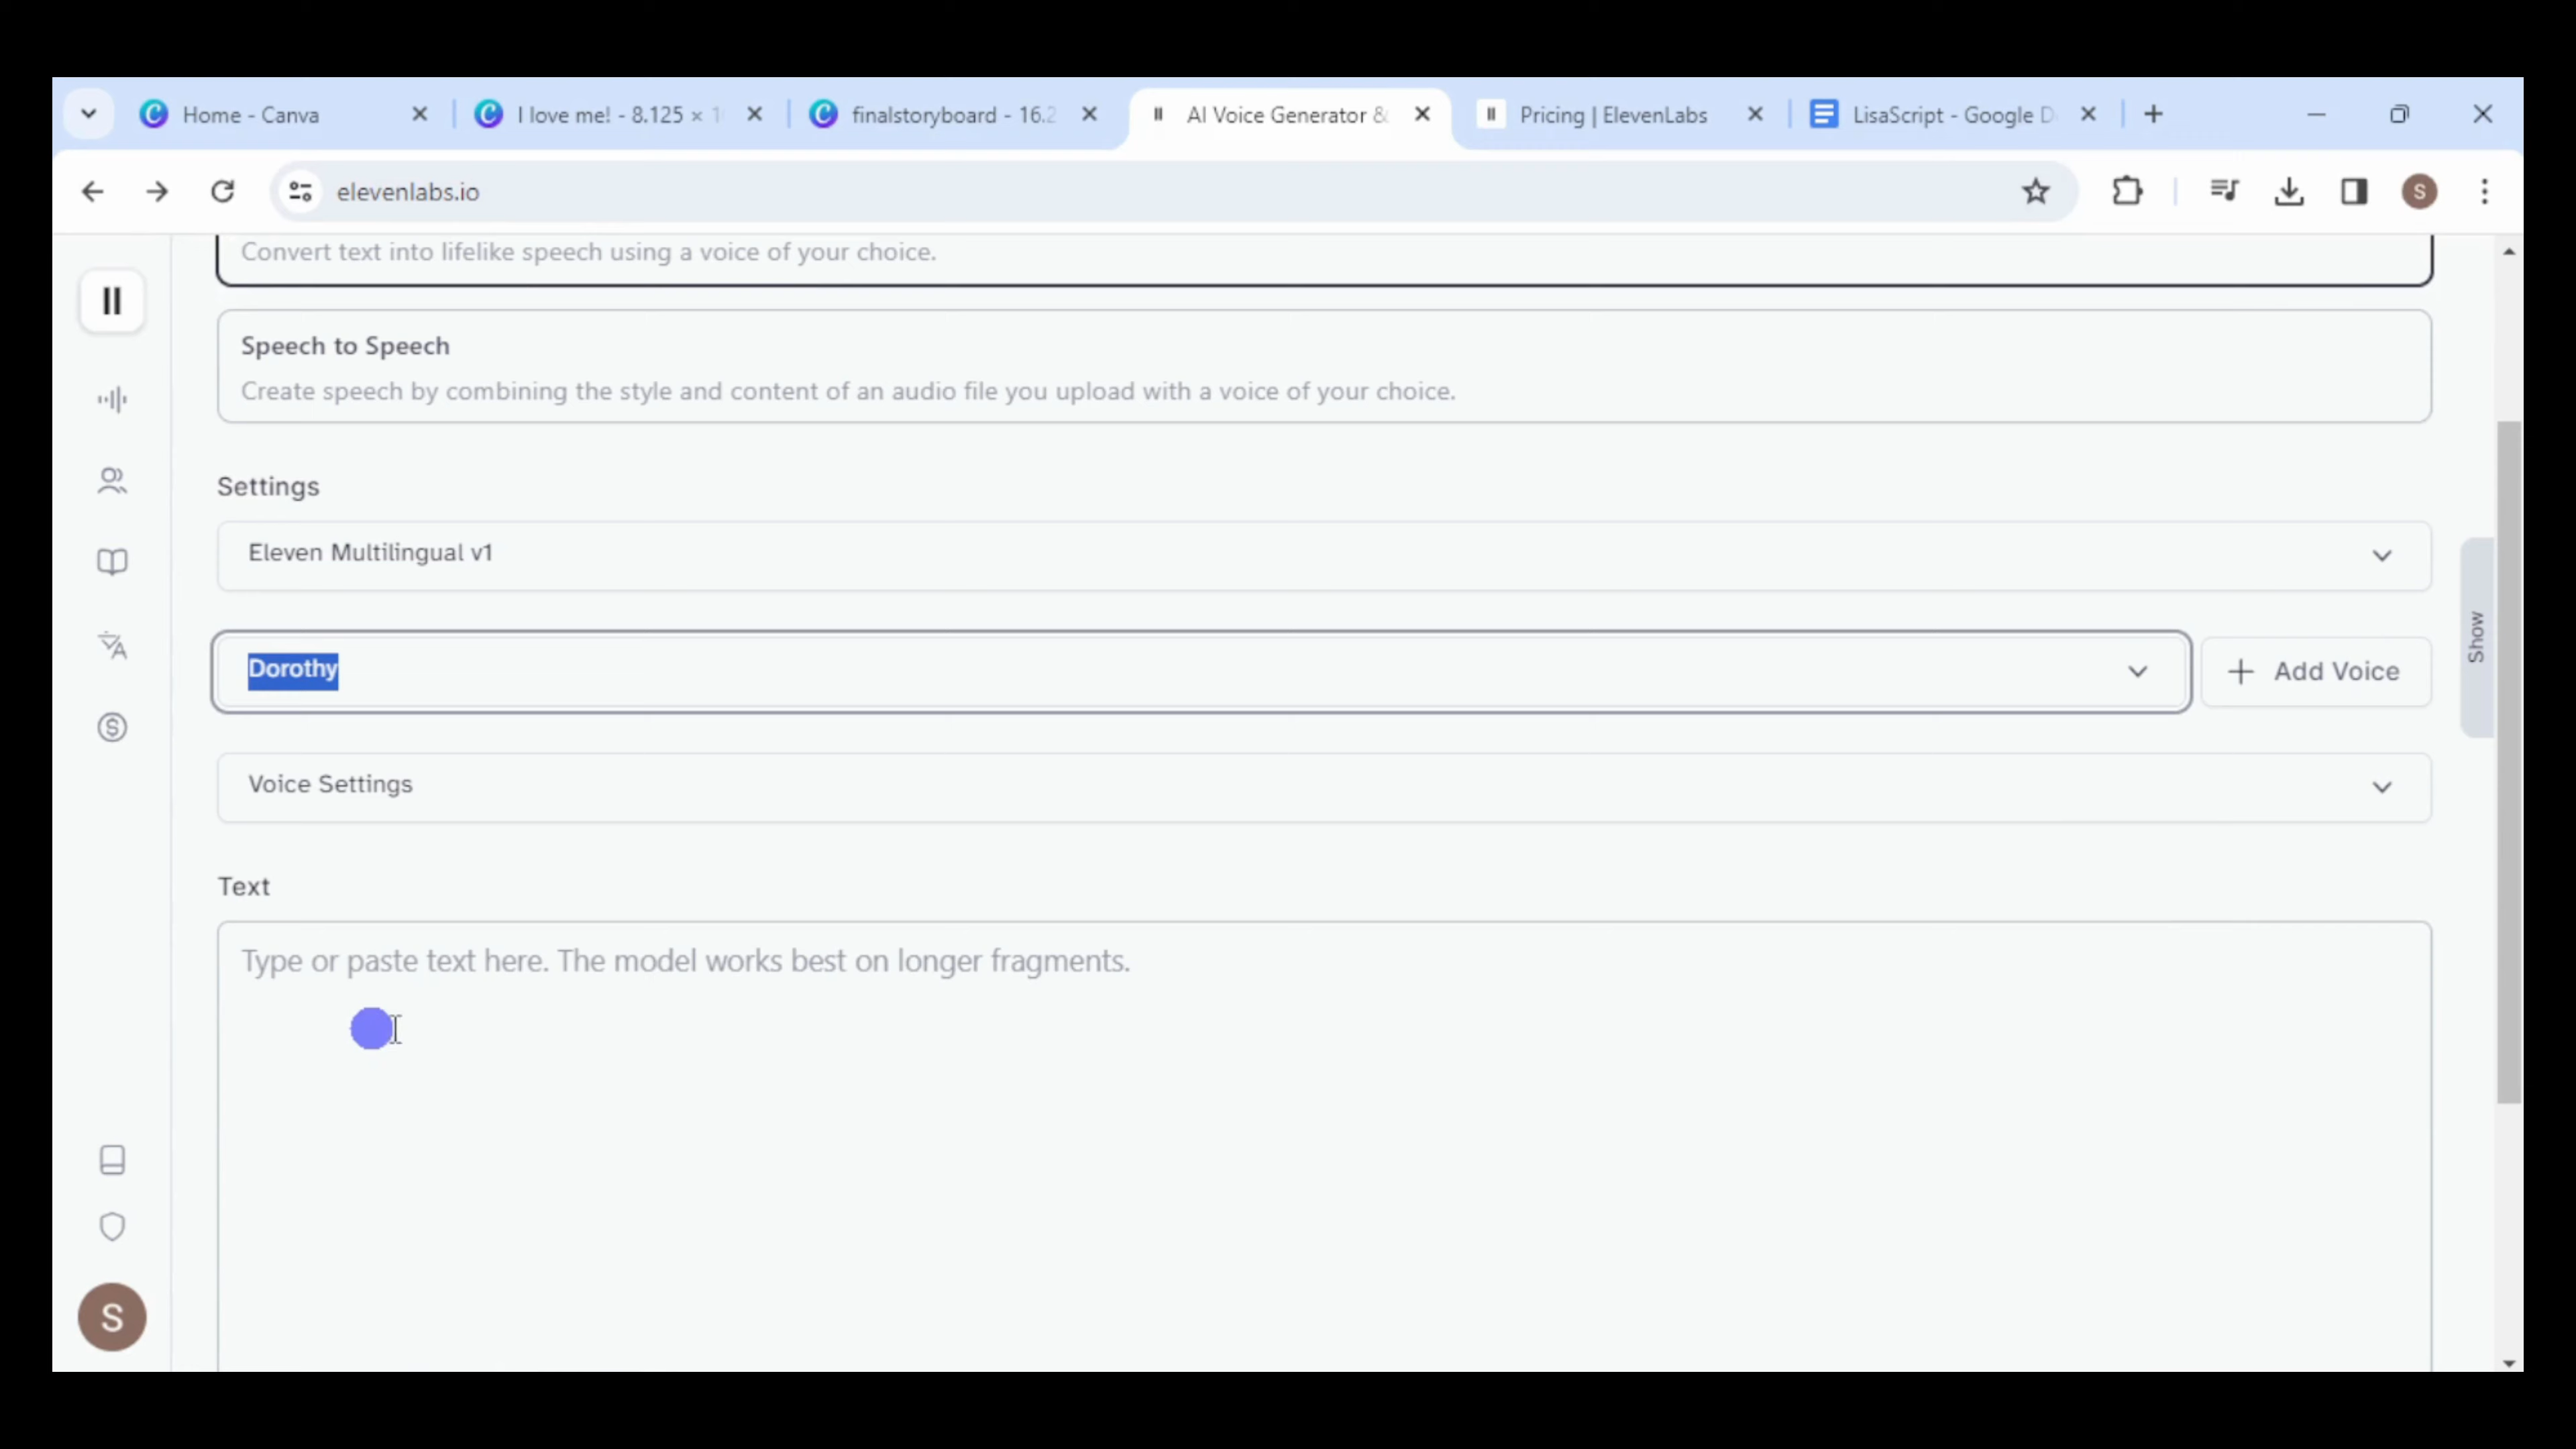 Home - Canva
I love me! - 8.125 × 1
finalstoryboard - 16.2
AI Voice Generator &
Pricing | ElevenLabs
LisaScript - Google D
elevenlabs.io
S
Convert text into lifelike speech using a voice of your choice.
Speech to Speech
Create speech by combining the style and content of an audio file you upload with a voice of your choice.
Settings
Eleven Multilingual v1
Show
Dorothy
+ Add Voice
Voice Settings
Text
Type or paste text here. The model works best on longer fragments.
S